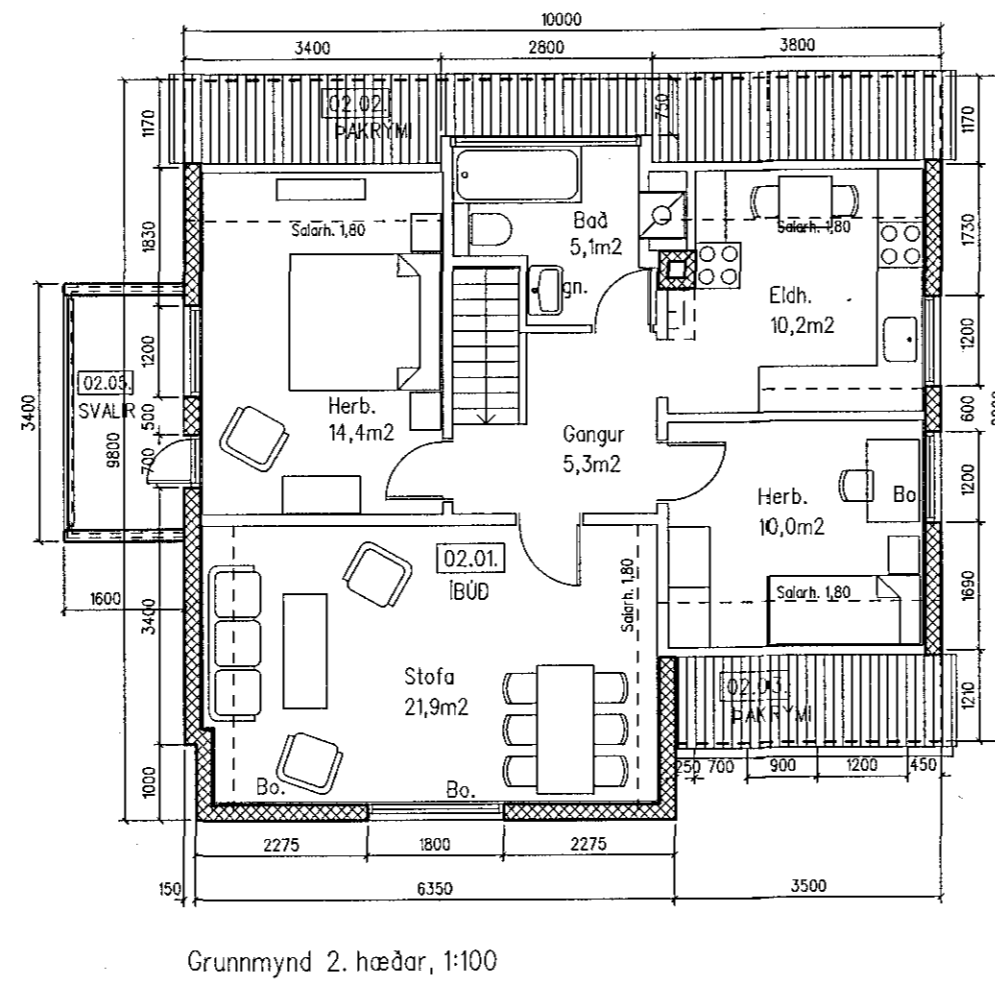 10000
3400 2800 3800
02.02.
ÞAKRÝMI
750
1170
1170
Salarh. 1,80
Bað
5,1m2
Salarh. 1,80
1830
1730
gn.
Eldh.
10,2m2
02.05.
SVALIR
3400
9800
1200
500
700
1200
600
Herb.
14,4m2
Gangur
5,3m2
Herb.
10,0m2
Bo
1200
02.01.
ÍBÚÐ
Salarh. 1,80
Salarh. 1,80
1600
3400
1690
Stofa
21,9m2
02.03.
ÞAKRÝMI
1210
1000
Bo.
Bo.
250 700 900 1200 450
2275 1800 2275
150 6350 3500
Grunnmynd 2. hæðar, 1:100